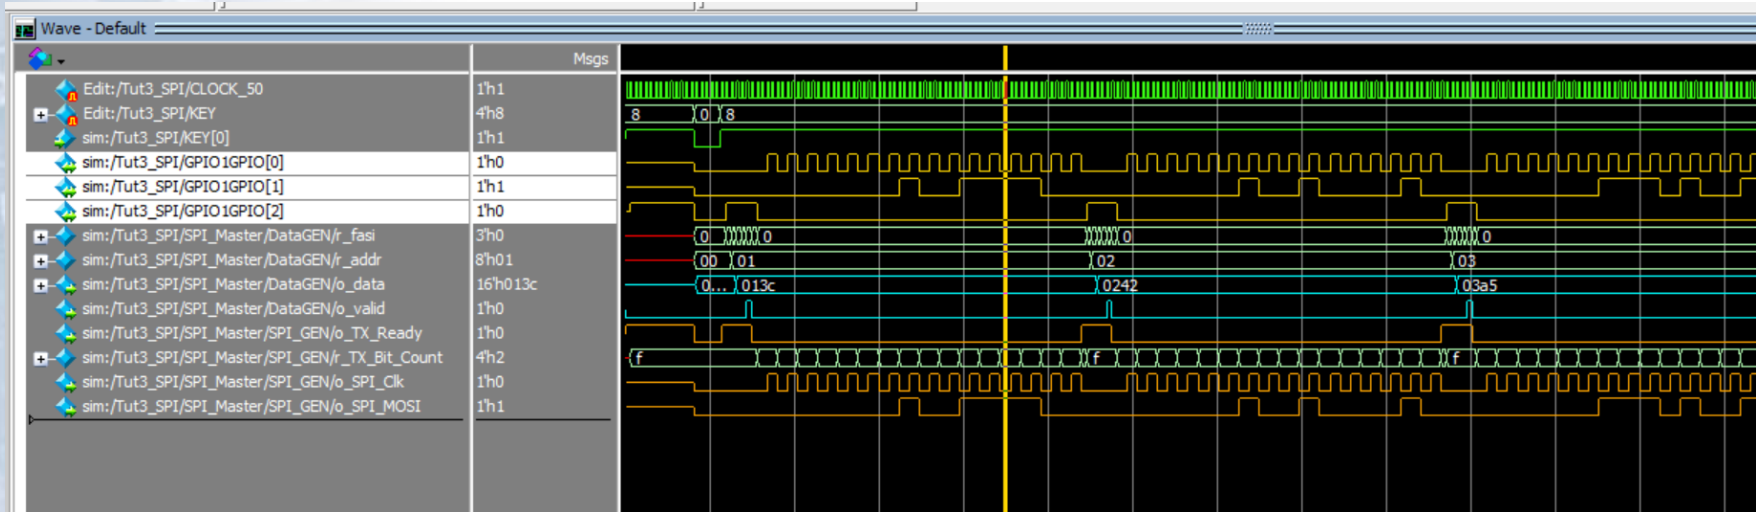 Wave - Default
Msgs
Edit:/Tut3_SPI/CLOCK_50 1'h1
Edit:/Tut3_SPI/KEY 4'h8 8 0 8
sim:/Tut3_SPI/KEY[0] 1'h1
sim:/Tut3_SPI/GPIO1GPIO[0] 1'h0
sim:/Tut3_SPI/GPIO1GPIO[1] 1'h1
sim:/Tut3_SPI/GPIO1GPIO[2] 1'h0
sim:/Tut3_SPI/SPI_Master/DataGEN/r_fasi 3'h0 0 0 0 0
sim:/Tut3_SPI/SPI_Master/DataGEN/r_addr 8'h01 00 01 02 03
sim:/Tut3_SPI/SPI_Master/DataGEN/o_data 16'h013c 0... 013c 0242 03a5
sim:/Tut3_SPI/SPI_Master/DataGEN/o_valid 1'h0
sim:/Tut3_SPI/SPI_Master/SPI_GEN/o_TX_Ready 1'h0
sim:/Tut3_SPI/SPI_Master/SPI_GEN/r_TX_Bit_Count 4'h2 f f f
sim:/Tut3_SPI/SPI_Master/SPI_GEN/o_SPI_Clk 1'h0
sim:/Tut3_SPI/SPI_Master/SPI_GEN/o_SPI_MOSI 1'h1